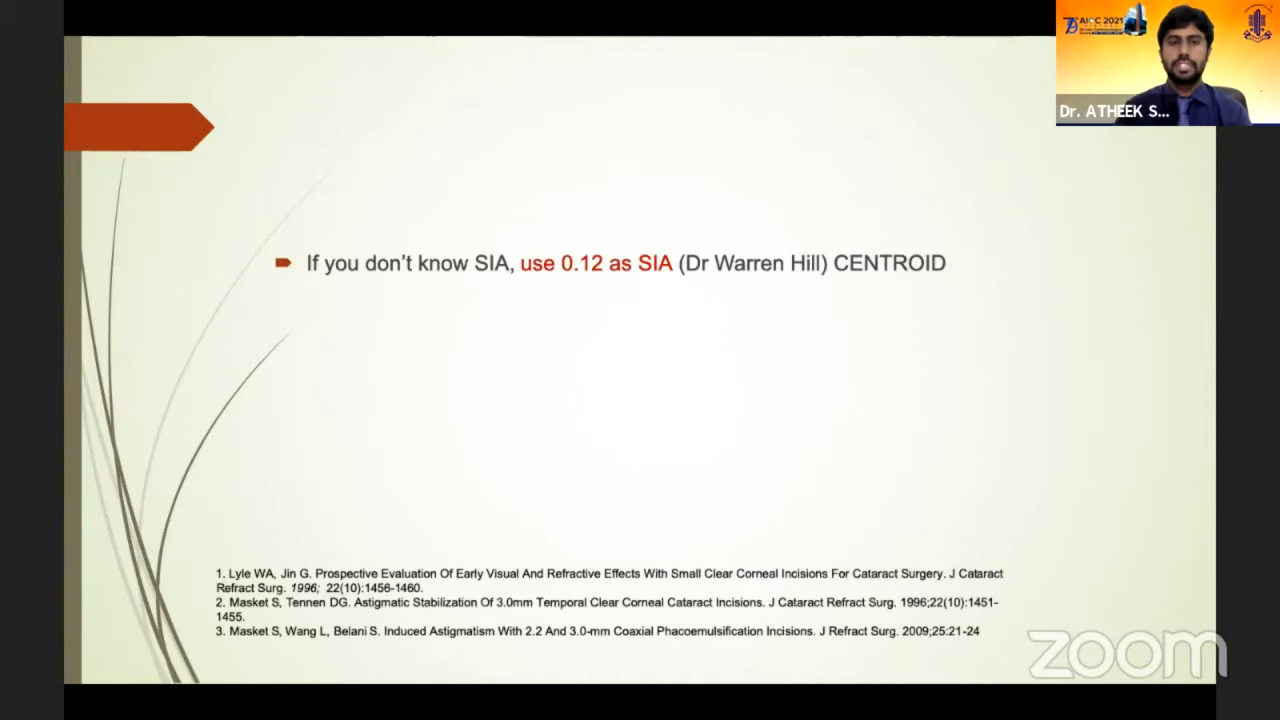 AIOC 2021
Dr. ATHEEK S...
If you don't know SIA, use 0.12 as SIA (Dr Warren Hill) CENTROID
1. Lyle WA, Jin G. Prospective Evaluation Of Early Visual And Refractive Effects With Small Clear Corneal Incisions For Cataract Surgery. J Cataract
Refract Surg. 1996; 22(10):1456-1460.
2. Masket S, Tennen DG. Astigmatic Stabilization Of 3.0mm Temporal Clear Corneal Cataract Incisions. J Cataract Refract Surg. 1996;22(10):1451-
1455.
3. Masket S, Wang L, Belani S. Induced Astigmatism With 2.2 And 3.0-mm Coaxial Phacoemulsification Incisions. J Refract Surg. 2009;25:21-24
zoom